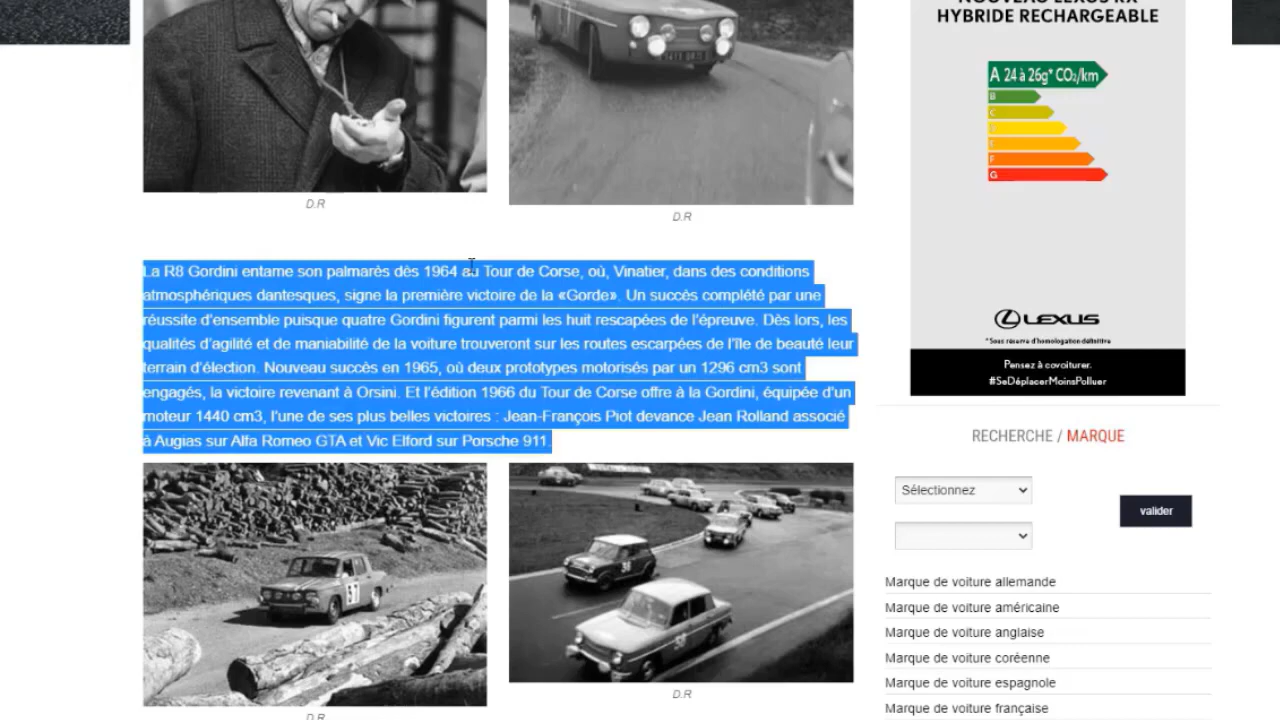 NOUVEAU LEXUS RX
HYBRIDE RECHARGEABLE
A 24 à 26g* CO₂/km
B
C
E
F
G
D.R
D.R
La R8 Gordini entame son palmarès dès 1964 au Tour de Corse, où, Vinatier, dans des conditions
atmosphériques dantesques, signe la première victoire de la «Gorde». Un succès complété par une
réussite d'ensemble puisque quatre Gordini figurent parmi les huit rescapées de l'épreuve. Dès lors, les
qualités d'agilité et de maniabilité de la voiture trouveront sur les routes escarpées de l'île de beauté leur
terrain d'élection. Nouveau succès en 1965, où deux prototypes motorisés par un 1296 cm3 sont
engagés, la victoire revenant à Orsini. Et l'édition 1966 du Tour de Corse offre à la Gordini, équipée d'un
moteur 1440 cm3, l'une de ses plus belles victoires : Jean-François Piot devance Jean Rolland associé
à Augias sur Alfa Romeo GTA et Vic Elford sur Porsche 911.
LEXUS
*Sous réserve d'homologation définitive
Pensez à covoiturer.
#SeDéplacerMoinsPolluer
RECHERCHE / MARQUE
Sélectionnez
valider
Marque de voiture allemande
Marque de voiture américaine
Marque de voiture anglaise
Marque de voiture coréenne
Marque de voiture espagnole
Marque de voiture française
D.R
D.R